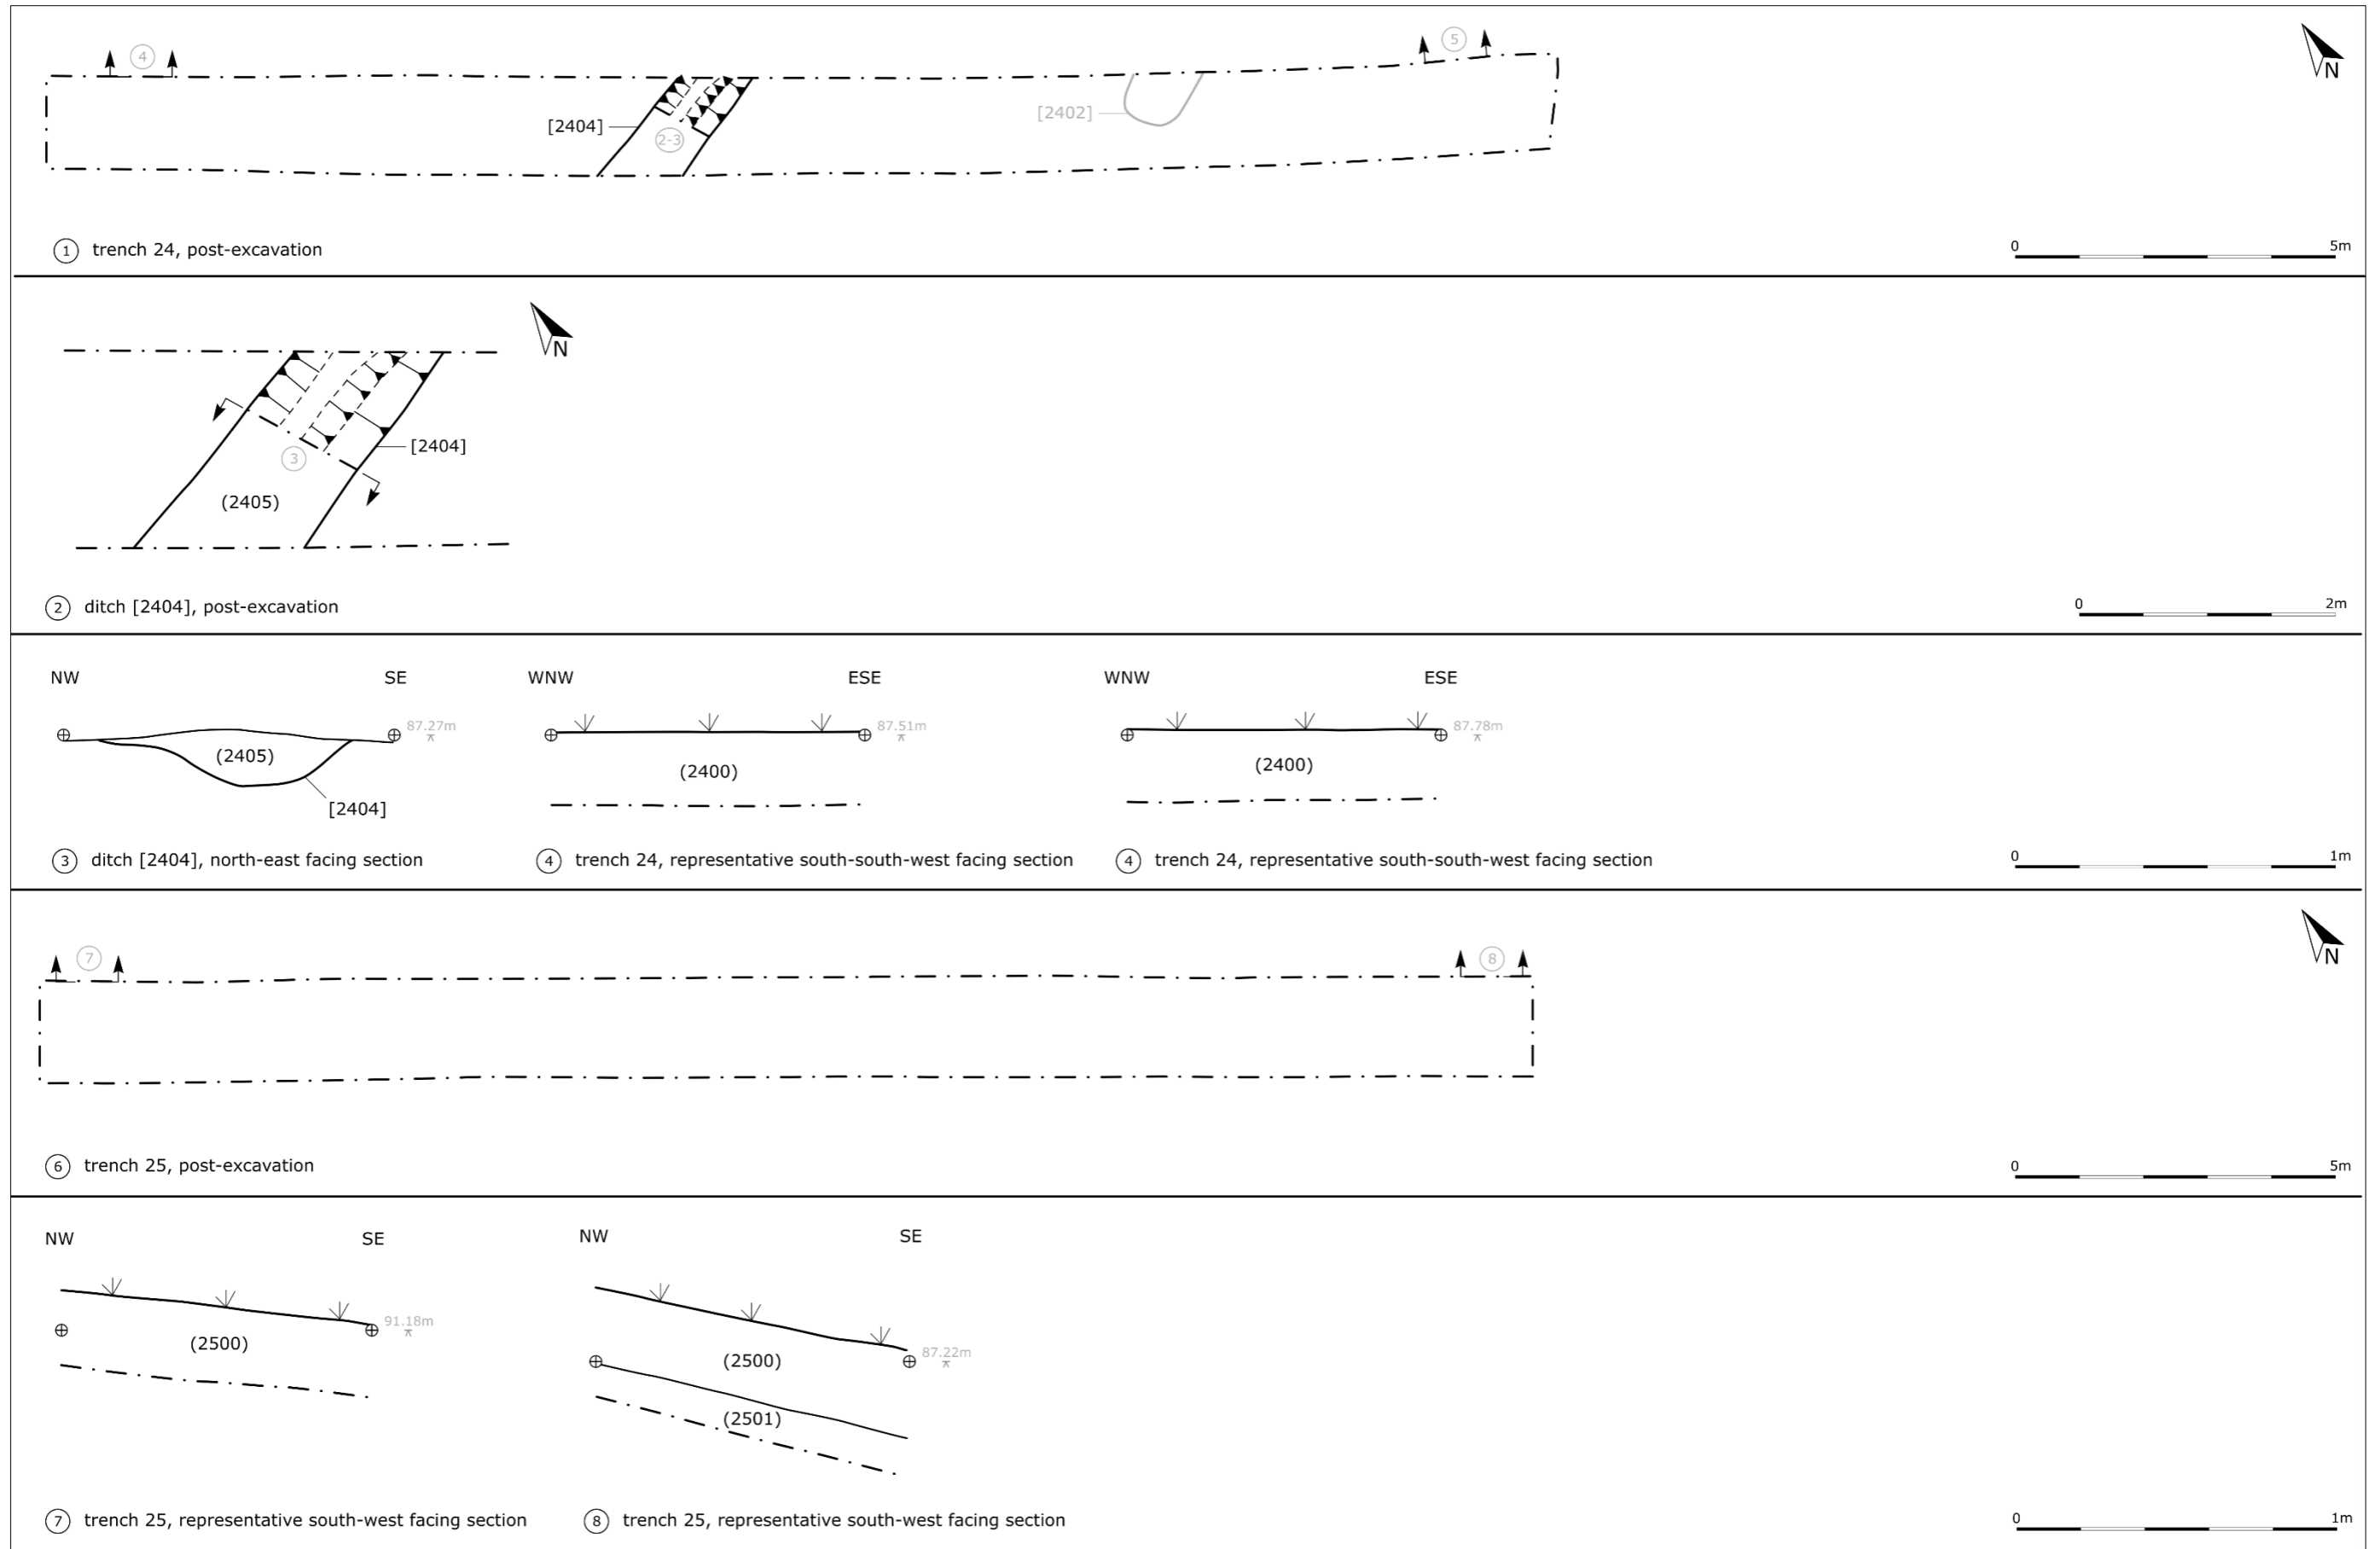 4
5
N
[2404]
2-3
[2402]
1 trench 24, post-excavation
0 5m
N
[2404]
3
(2405)
2 ditch [2404], post-excavation
0 2m
NW SE
87.27m
(2405)
[2404]
3 ditch [2404], north-east facing section
WNW ESE
87.51m
(2400)
4 trench 24, representative south-south-west facing section
WNW ESE
87.78m
(2400)
4 trench 24, representative south-south-west facing section
0 1m
7
8
N
6 trench 25, post-excavation
0 5m
NW SE
91.18m
(2500)
7 trench 25, representative south-west facing section
NW SE
87.22m
(2500)
(2501)
8 trench 25, representative south-west facing section
0 1m